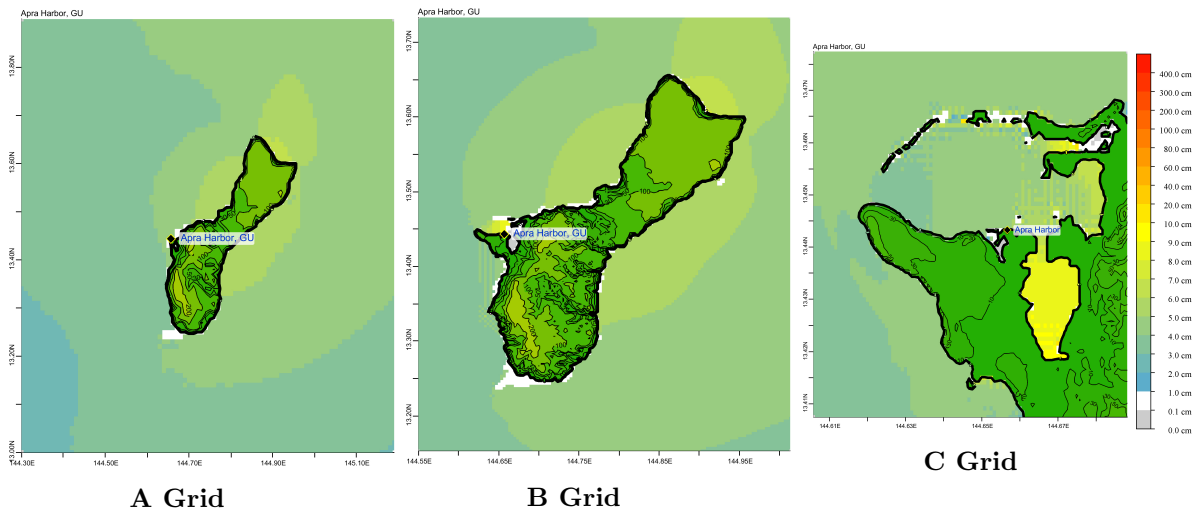 Apra Harbor, GU
13.80N
13.60N
13.40N
13.20N
13.00N
144.30E
144.50E
144.70E
144.90E
145.10E
Apra Harbor, GU
100
200
A Grid
Apra Harbor, GU
13.70N
13.60N
13.50N
13.40N
13.30N
13.20N
144.55E
144.65E
144.75E
144.85E
144.95E
Apra Harbor, GU
100
100
200
B Grid
Apra Harbor, GU
13.47N
13.46N
13.45N
13.44N
13.43N
13.42N
13.41N
144.61E
144.63E
144.65E
144.67E
Apra Harbor
C Grid
400.0 cm
300.0 cm
200.0 cm
100.0 cm
80.0 cm
60.0 cm
40.0 cm
20.0 cm
10.0 cm
9.0 cm
8.0 cm
7.0 cm
6.0 cm
5.0 cm
4.0 cm
3.0 cm
2.0 cm
1.0 cm
0.1 cm
0.0 cm